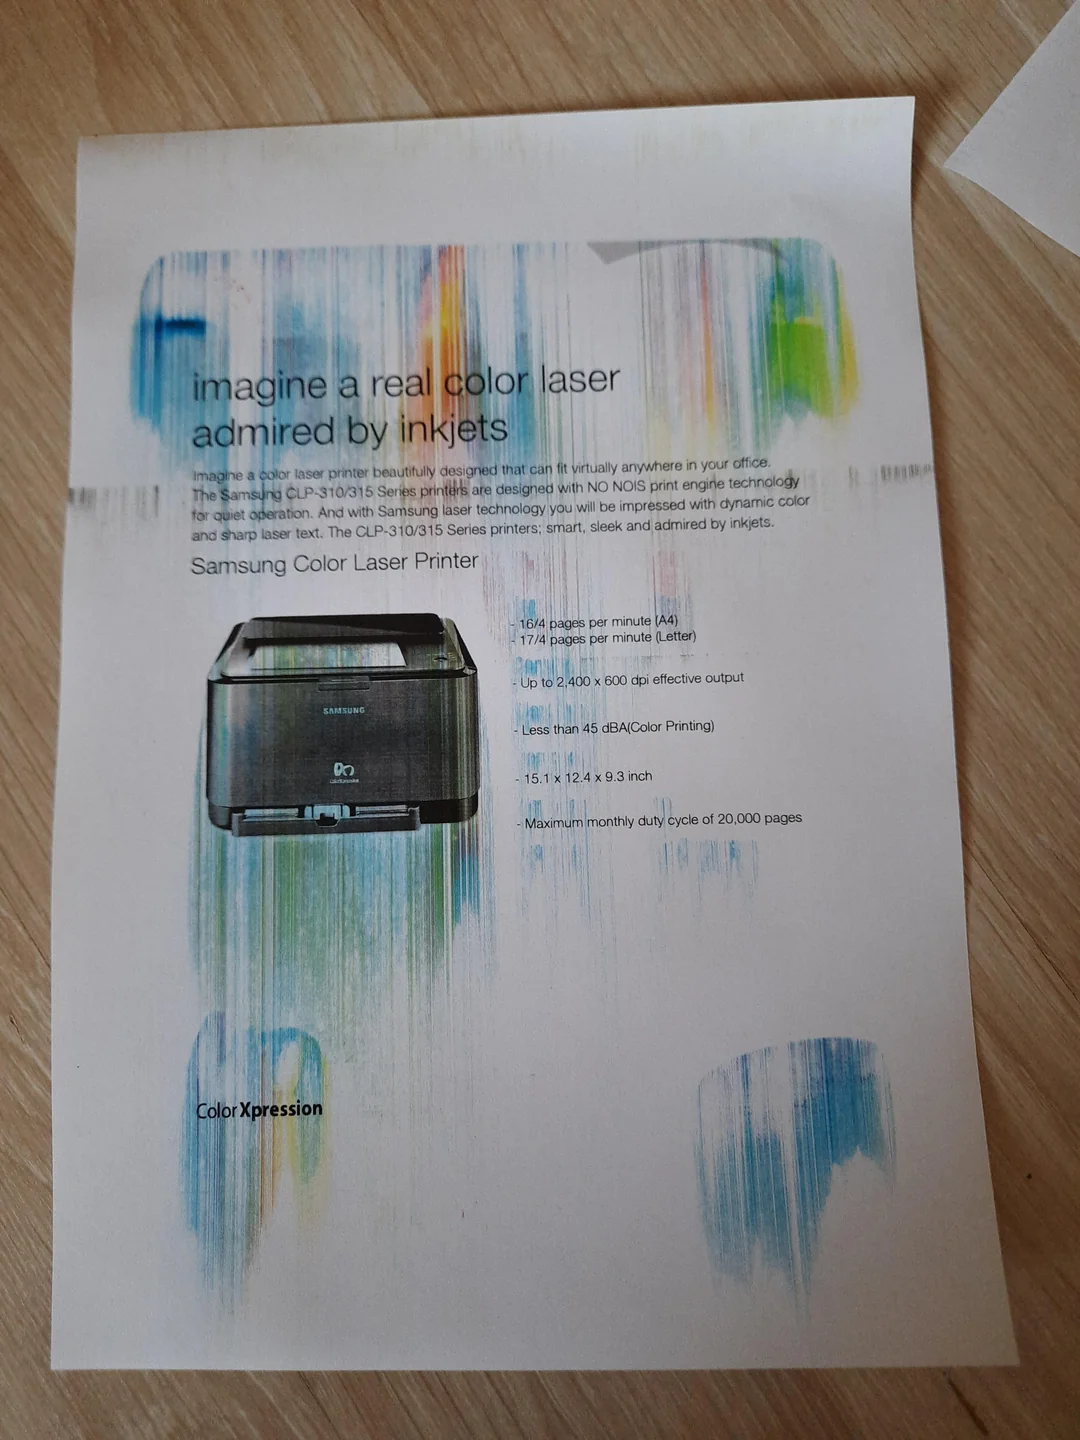 imagine a real color laser
admired by inkjets
Imagine a color laser printer beautifully designed that can fit virtually anywhere in your office.
The Samsung CLP-310/315 Series printers are designed with NO NOIS print engine technology
for quiet operation. And with Samsung laser technology you will be impressed with dynamic color
and sharp laser text. The CLP-310/315 Series printers; smart, sleek and admired by inkjets.
Samsung Color Laser Printer
- 16/4 pages per minute (A4)
- 17/4 pages per minute (Letter)
- Up to 2,400 x 600 dpi effective output
SAMSUNG
- Less than 45 dBA(Color Printing)
- 15.1 x 12.4 x 9.3 inch
- Maximum monthly duty cycle of 20,000 pages
ColorXpression